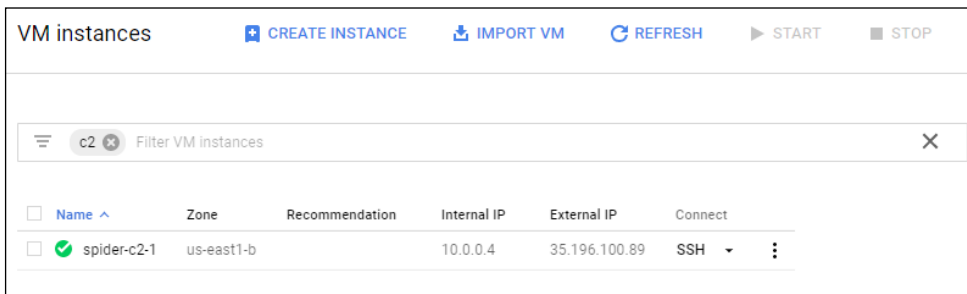 VM instances CREATE INSTANCE IMPORT VM REFRESH START STOP
c2 Filter VM instances
Name Zone Recommendation Internal IP External IP Connect
spider-c2-1 us-east1-b 10.0.0.4 35.196.100.89 SSH